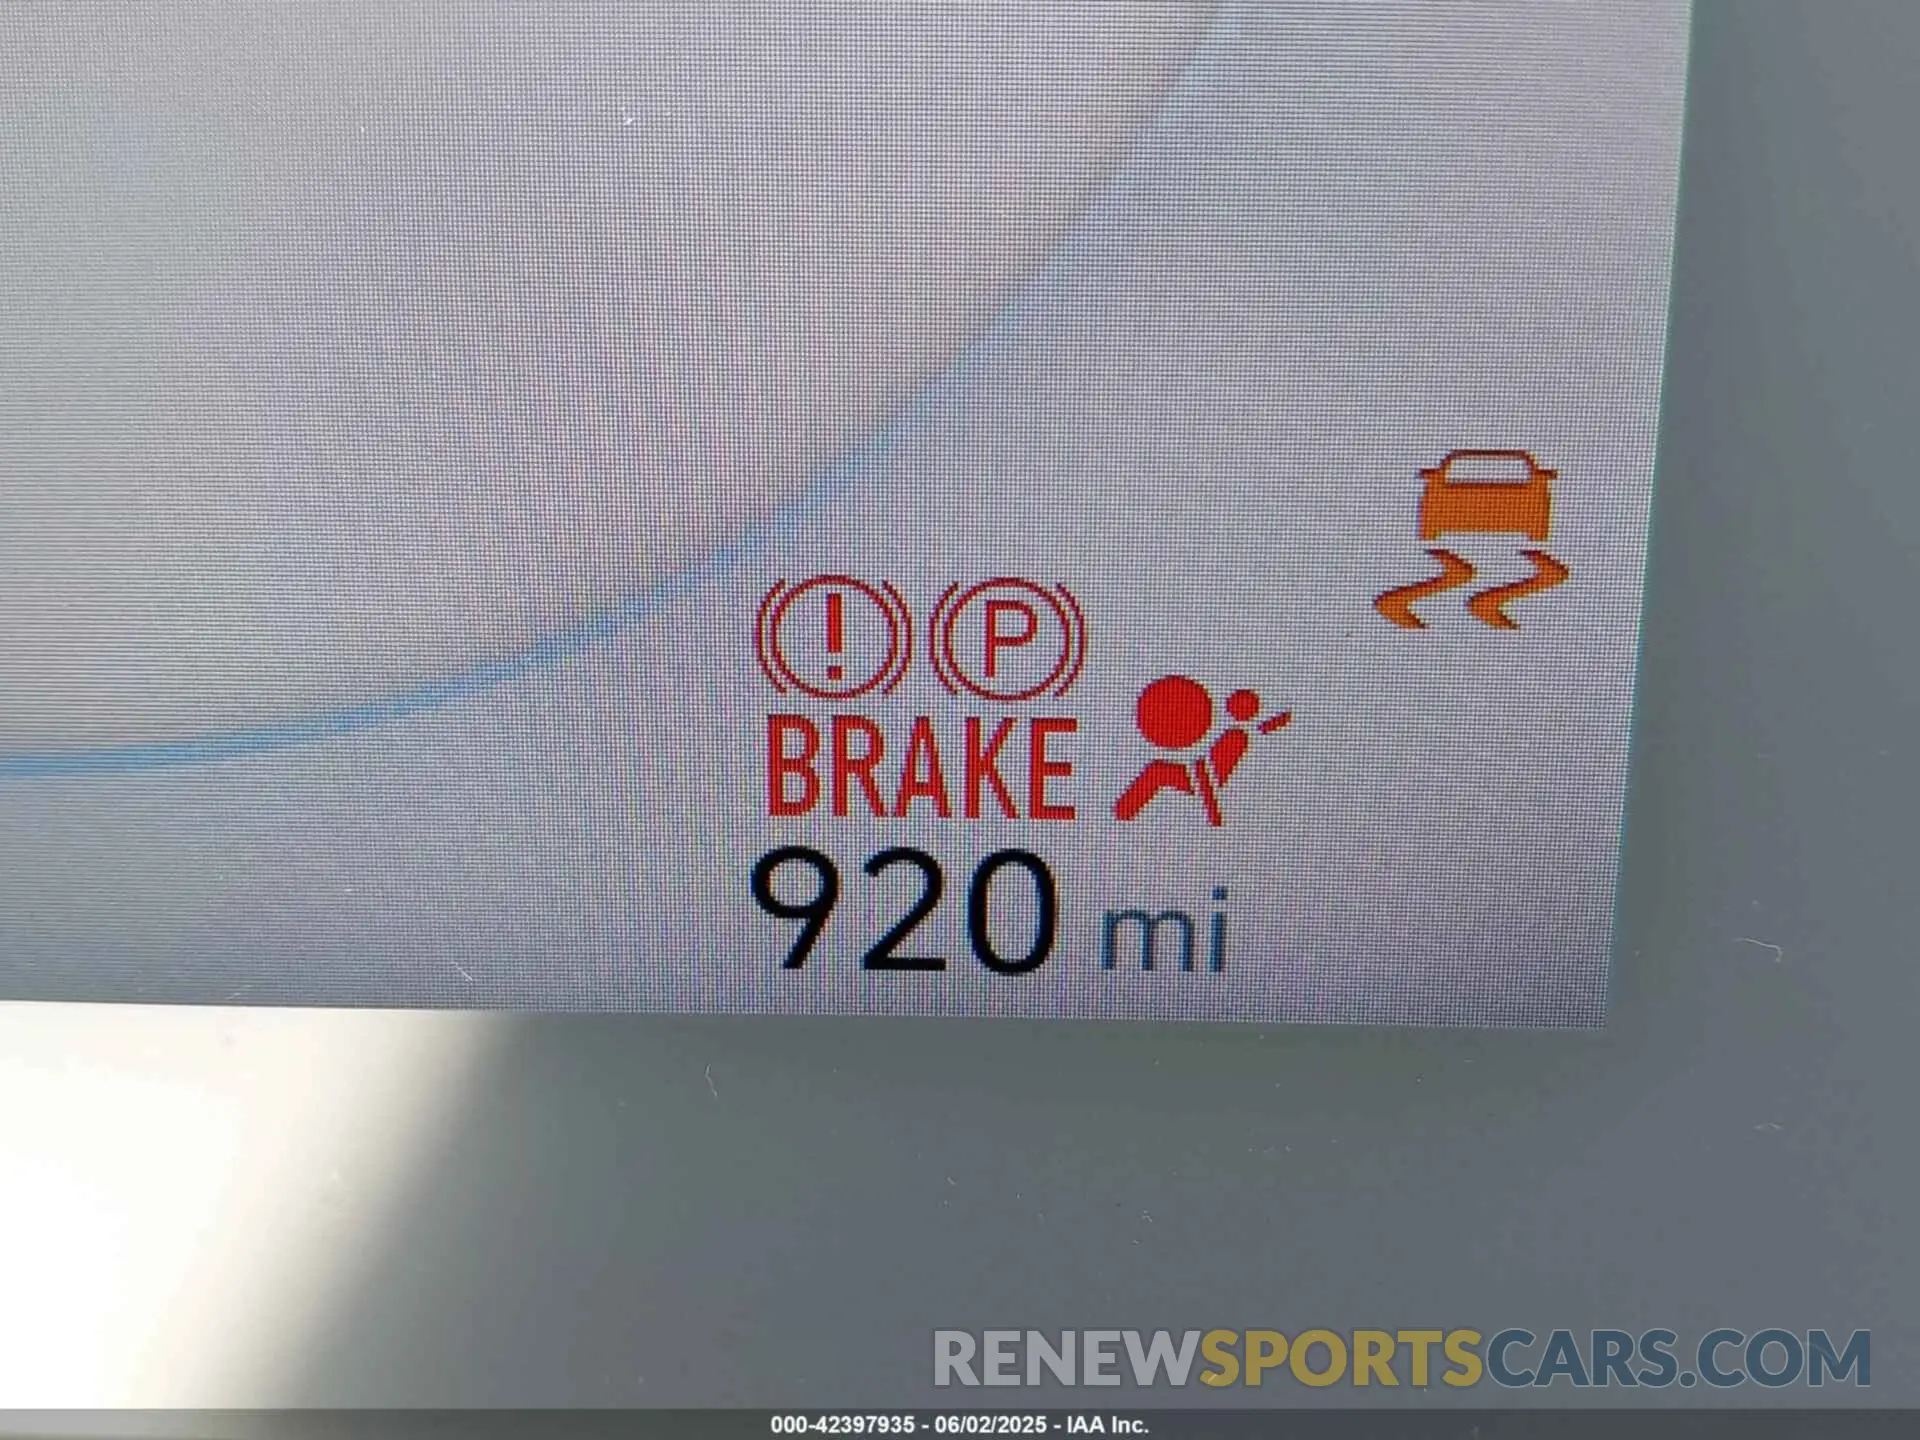 P
BRAKE
920 mi
RENEWSPORTSCARS.COM
000-42397935 - 06/02/2025 - IAA Inc.